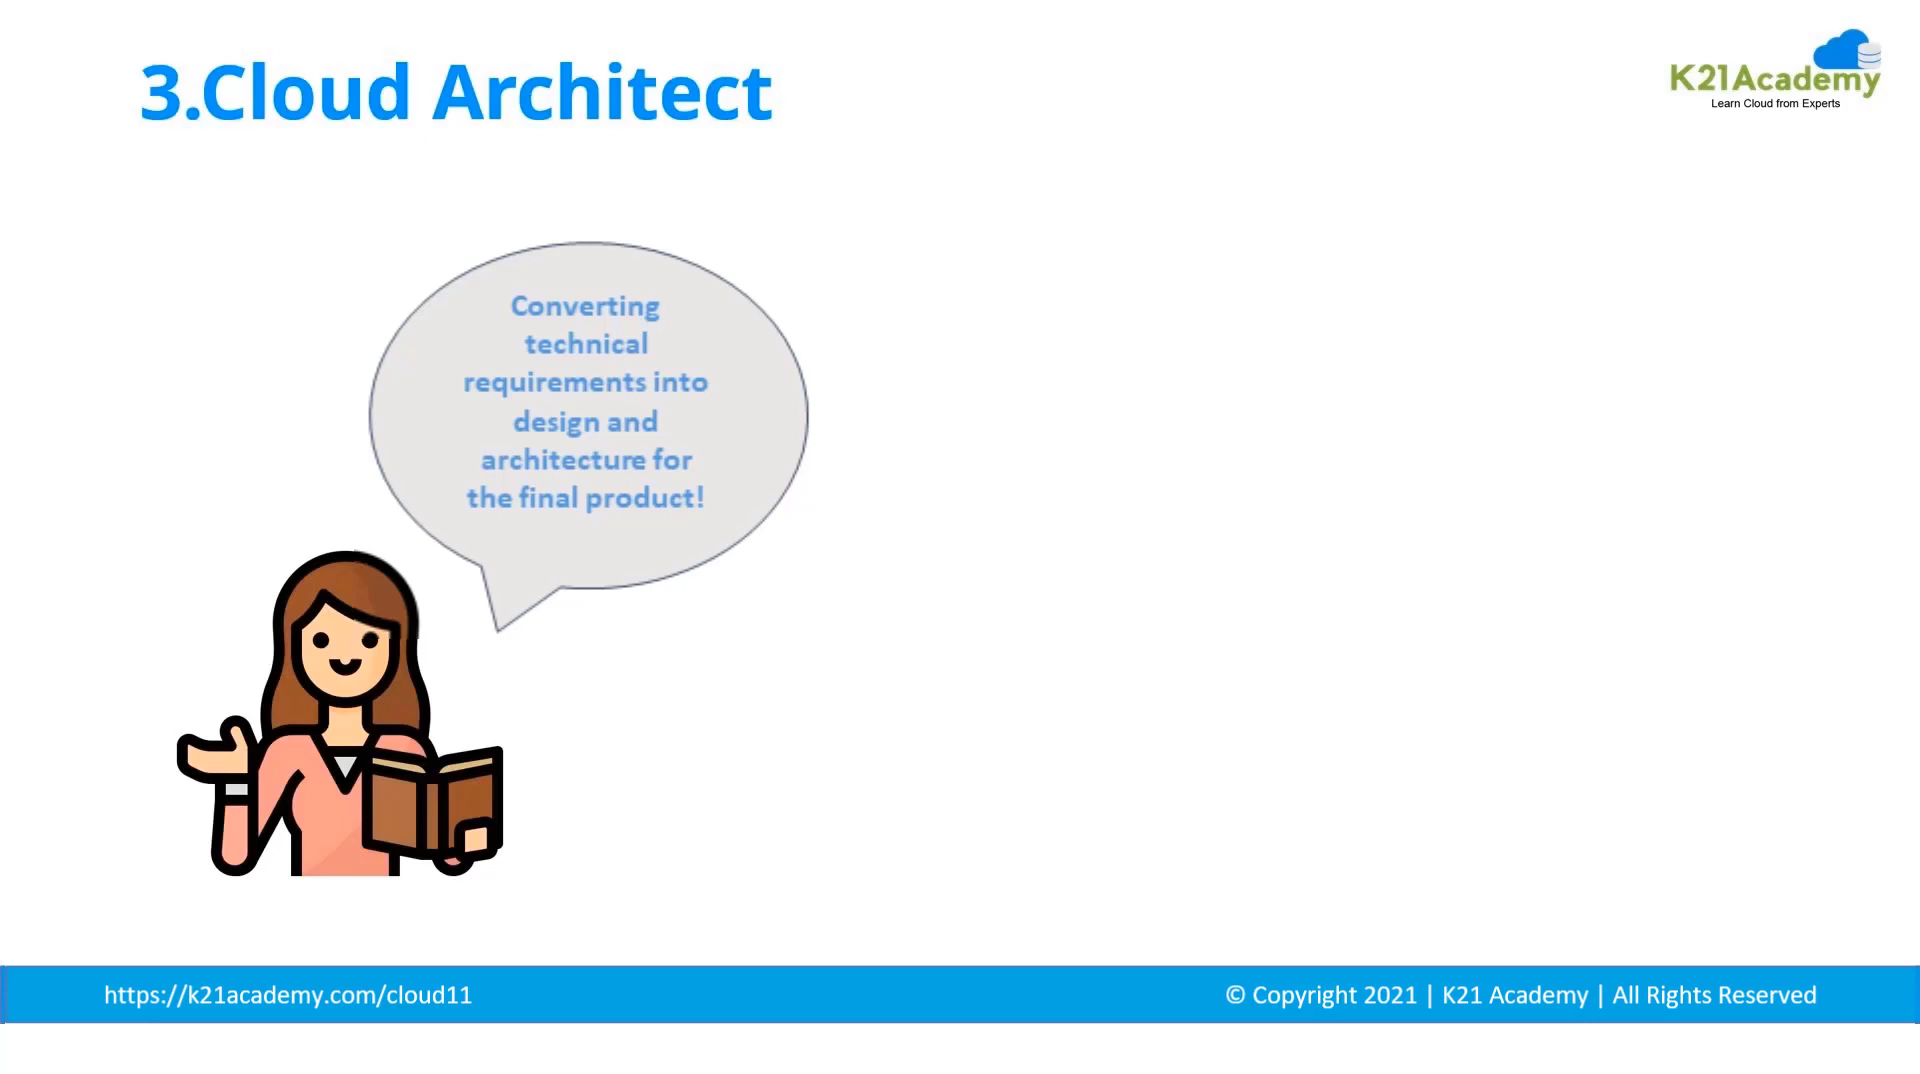 3.Cloud Architect
K21Academy
Learn Cloud from Experts
Converting
technical
requirements into
design and
architecture for
the final product!
https://k21academy.com/cloud11
© Copyright 2021 | K21 Academy | All Rights Reserved